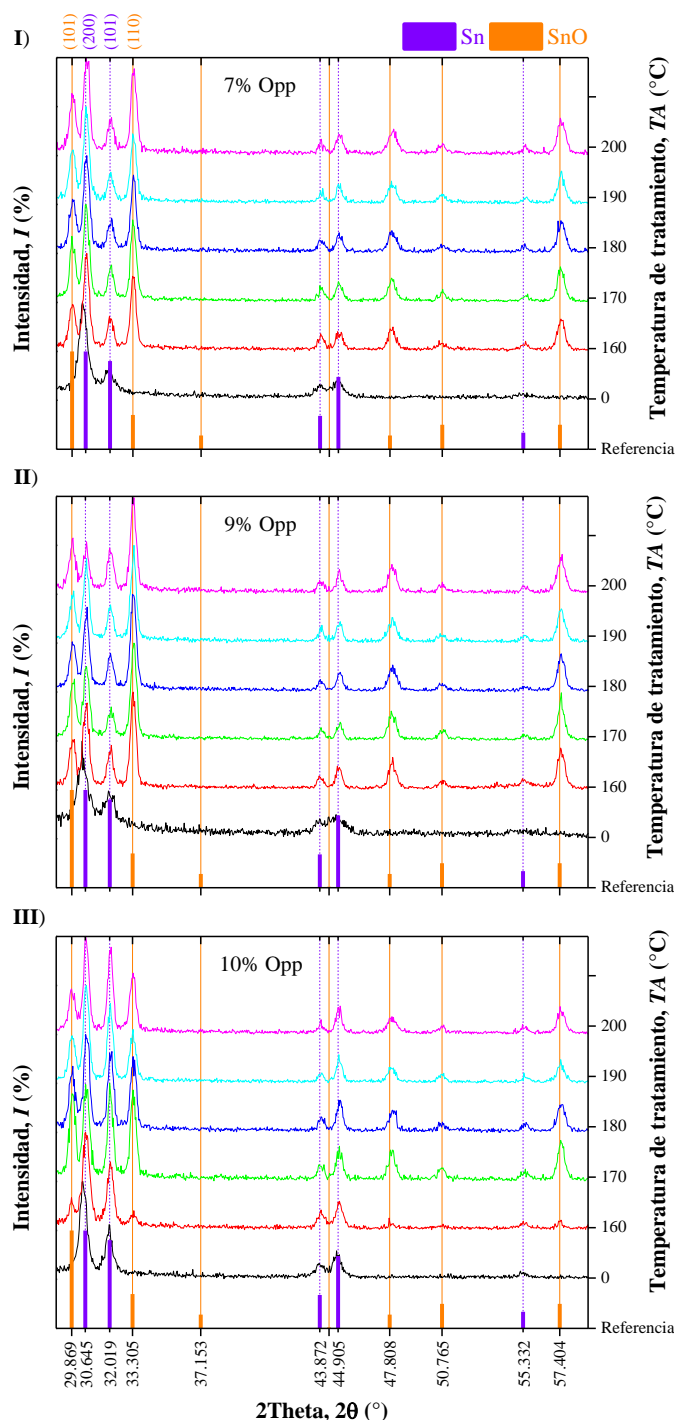 (101) (200) (101) (110)
I) Sn SnO
7% Opp
Intensidad, I (%)
200
190
180
170
160
0
Referencia
Temperatura de tratamiento, TA (°C)
II)
9% Opp
Intensidad, I (%)
200
190
180
170
160
0
Referencia
Temperatura de tratamiento, TA (°C)
III)
10% Opp
Intensidad, I (%)
200
190
180
170
160
0
Referencia
Temperatura de tratamiento, TA (°C)
29.869 30.645 32.019 33.305 37.153 43.872 44.905 47.808 50.765 55.332 57.404
2Theta, 2θ (°)